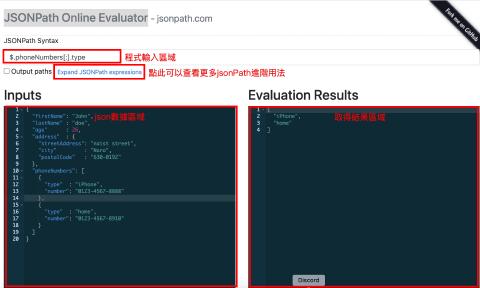 JSONPath Online Evaluator - jsonpath.com
Fork me on GitHub
JSONPath Syntax
$.phoneNumbers[:].type 程式輸入區域
Output paths Expand JSONPath expressions 點此可以查看更多jsonPath進階用法
Inputs
1 {
2 "firstName": "John", json數據區域
3 "lastName" : "doe",
4 "age" : 26,
5 "address" : {
6 "streetAddress": "naist street",
7 "city" : "Nara",
8 "postalCode" : "630-0192"
9 },
10 "phoneNumbers": [
11 {
12 "type" : "iPhone",
13 "number": "0123-4567-8888"
14 },
15 {
16 "type" : "home",
17 "number": "0123-4567-8910"
18 }
19 ]
20 }
Evaluation Results
1 [
2 "iPhone", 取得結果區域
3 "home"
4 ]
Discord